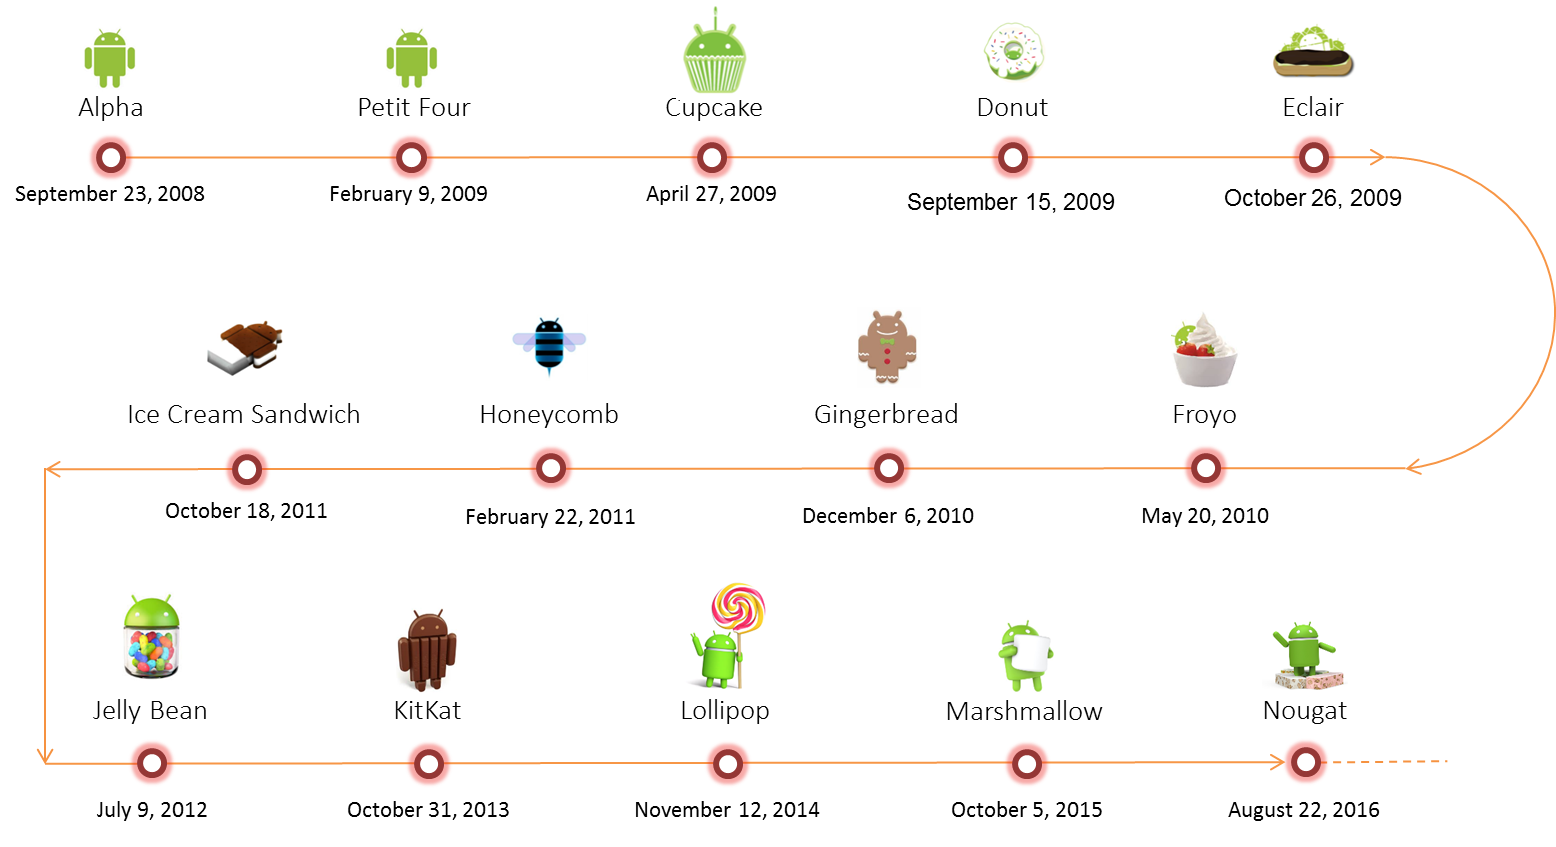 Alpha
Petit Four
Cupcake
Donut
Eclair
September 23, 2008
February 9, 2009
April 27, 2009
September 15, 2009
October 26, 2009
Ice Cream Sandwich
Honeycomb
Gingerbread
Froyo
October 18, 2011
February 22, 2011
December 6, 2010
May 20, 2010
Jelly Bean
KitKat
Lollipop
Marshmallow
Nougat
July 9, 2012
October 31, 2013
November 12, 2014
October 5, 2015
August 22, 2016